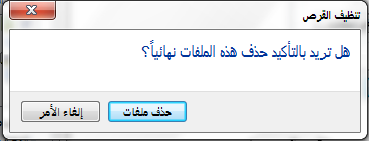 تنظيف القرص
هل تريد بالتأكيد حذف هذه الملفات نهائياً؟
حذف ملفات
إلغاء الأمر